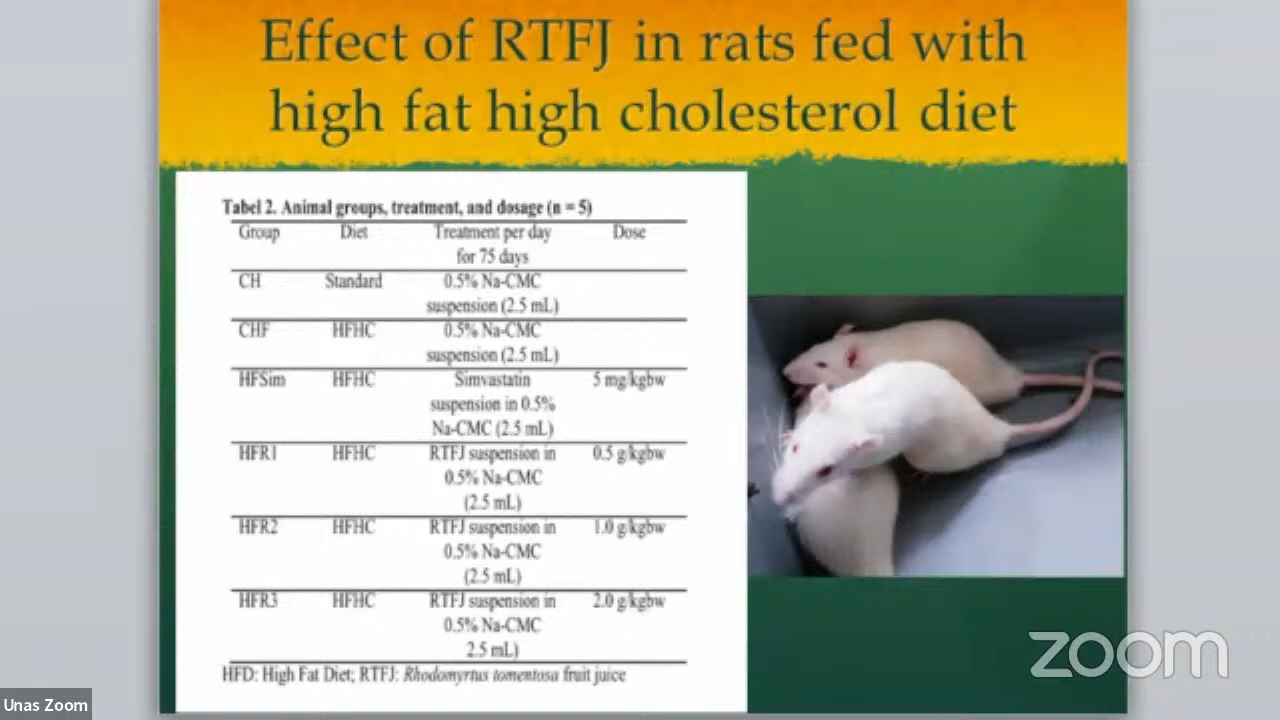 Effect of RTFJ in rats fed with
high fat high cholesterol diet
Tabel 2. Animal groups, treatment, and dosage (n = 5)
Group Diet Treatment per day Dose
for 75 days
CH Standard 0.5% Na-CMC
suspension (2.5 mL)
CHF HFHC 0.5% Na-CMC
suspension (2.5 mL)
HFSim HFHC Simvastatin 5 mg/kgbw
suspension in 0.5%
Na-CMC (2.5 mL)
HFR1 HFHC RTFJ suspension in 0.5 g/kgbw
0.5% Na-CMC
(2.5 mL)
HFR2 HFHC RTFJ suspension in 1.0 g/kgbw
0.5% Na-CMC
(2.5 mL)
HFR3 HFHC RTFJ suspension in 2.0 g/kgbw
0.5% Na-CMC
2.5 mL)
HFD: High Fat Diet; RTFJ: Rhodomyrtus tomentosa fruit juice
zoom
Unas Zoom